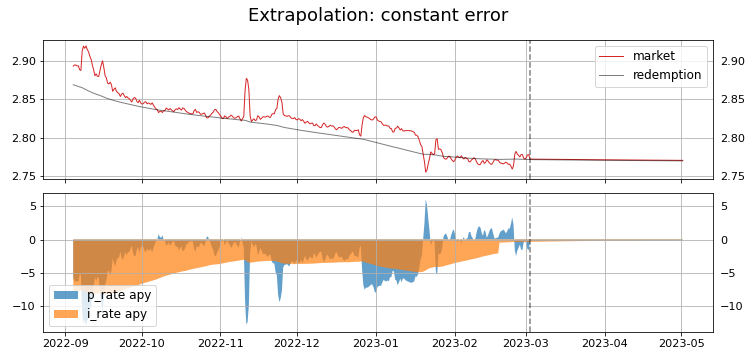 Extrapolation: constant error
2.90
2.85
2.80
2.75
market
redemption
2.90
2.85
2.80
2.75
5
0
−5
−10
p_rate apy
i_rate apy
5
0
−5
−10
2022-09 2022-10 2022-11 2022-12 2023-01 2023-02 2023-03 2023-04 2023-05